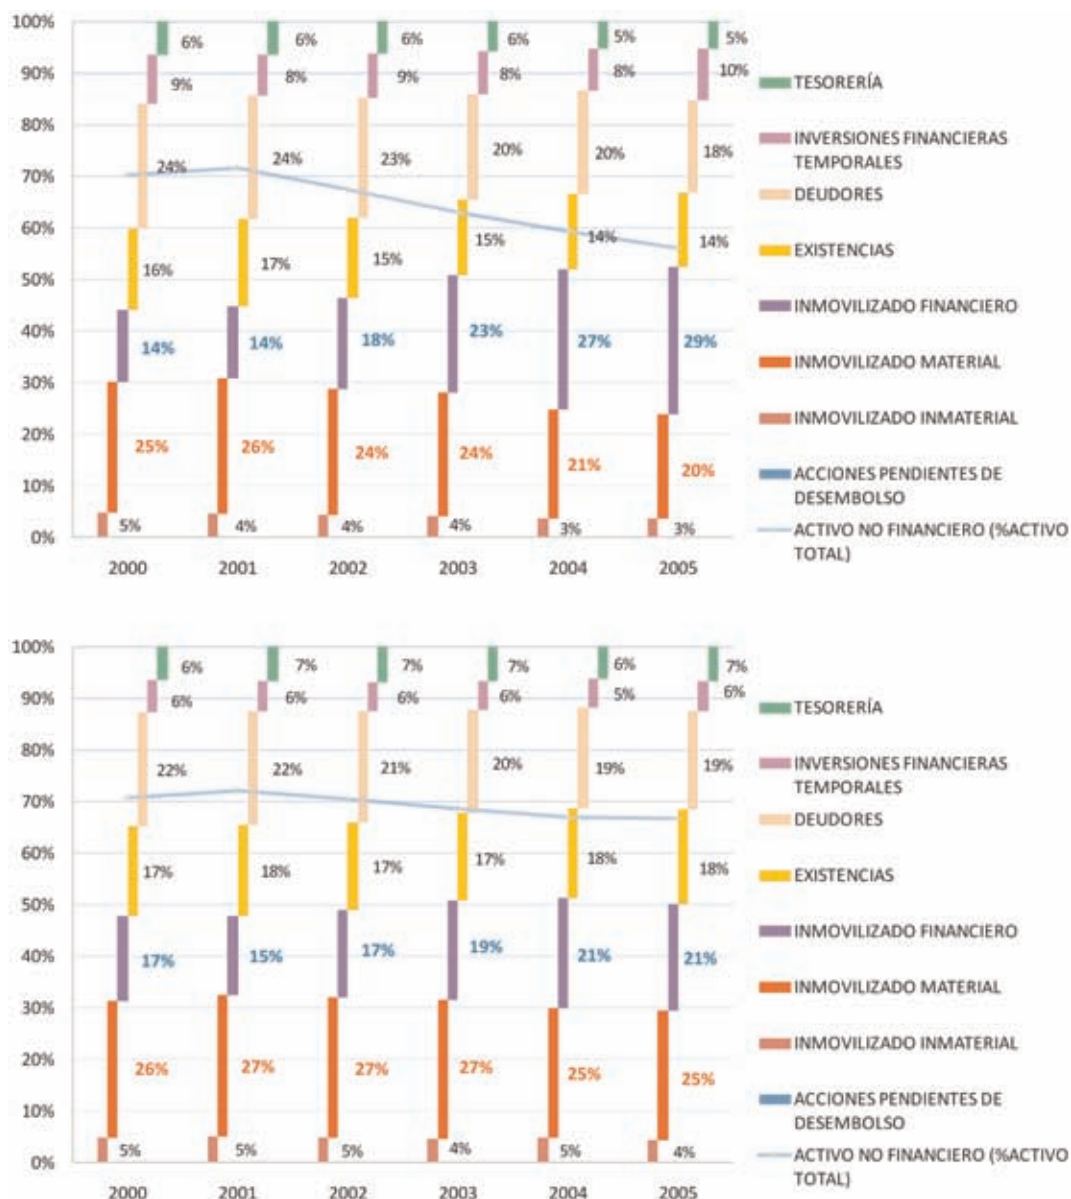 100%
6% 6% 6% 6% 5% 5%
90%
9% 8% 9% 8% 8% 10%
TESORERÍA
80%
INVERSIONES FINANCIERAS
TEMPORALES
24% 24% 23% 20% 20% 18%
70%
DEUDORES
60%
16% 17% 15% 15% 14% 14%
EXISTENCIAS
50%
INMOVILIZADO FINANCIERO
40%
14% 14% 18% 23% 27% 29%
INMOVILIZADO MATERIAL
30%
INMOVILIZADO INMATERIAL
20%
25% 26% 24% 24% 21% 20%
10%
ACCIONES PENDIENTES DE
DESEMBOLSO
5% 4% 4% 4% 3% 3%
0%
ACTIVO NO FINANCIERO (%ACTIVO
TOTAL)
2000 2001 2002 2003 2004 2005
100%
6% 7% 7% 7% 6% 7%
90%
6% 6% 6% 6% 5% 6%
TESORERÍA
80%
22% 22% 21% 20% 19% 19%
INVERSIONES FINANCIERAS
TEMPORALES
70%
DEUDORES
60%
17% 18% 17% 17% 18% 18%
EXISTENCIAS
50%
INMOVILIZADO FINANCIERO
40%
17% 15% 17% 19% 21% 21%
INMOVILIZADO MATERIAL
30%
INMOVILIZADO INMATERIAL
20%
26% 27% 27% 27% 25% 25%
10%
ACCIONES PENDIENTES DE
DESEMBOLSO
5% 5% 5% 4% 5% 4%
0%
ACTIVO NO FINANCIERO (%ACTIVO
TOTAL)
2000 2001 2002 2003 2004 2005